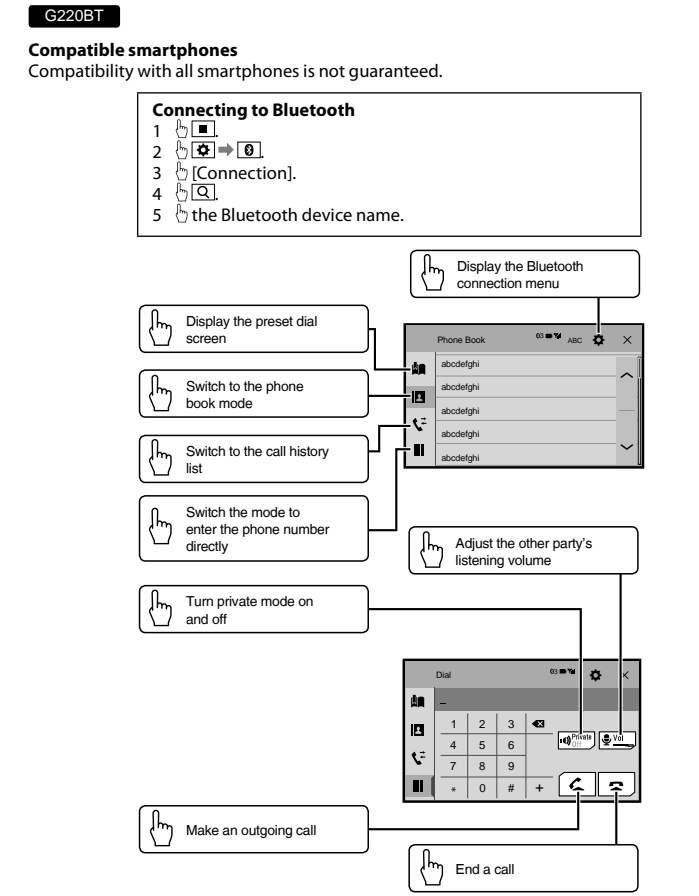 G220BT
Compatible smartphones
Compatibility with all smartphones is not guaranteed.
Connecting to Bluetooth
1 .
2 .
3 [Connection].
4 .
5 the Bluetooth device name.
Display the Bluetooth
connection menu
Display the preset dial
screen
Switch to the phone
book mode
Switch to the call history
list
Switch the mode to
enter the phone number
directly
Phone Book
03
ABC
abcdefghi
abcdefghi
abcdefghi
abcdefghi
abcdefghi
Adjust the other party's
listening volume
Turn private mode on
and off
Dial
03
_
1 2 3
4 5 6
7 8 9
* 0 # +
Private
Off
Vol
Make an outgoing call
End a call